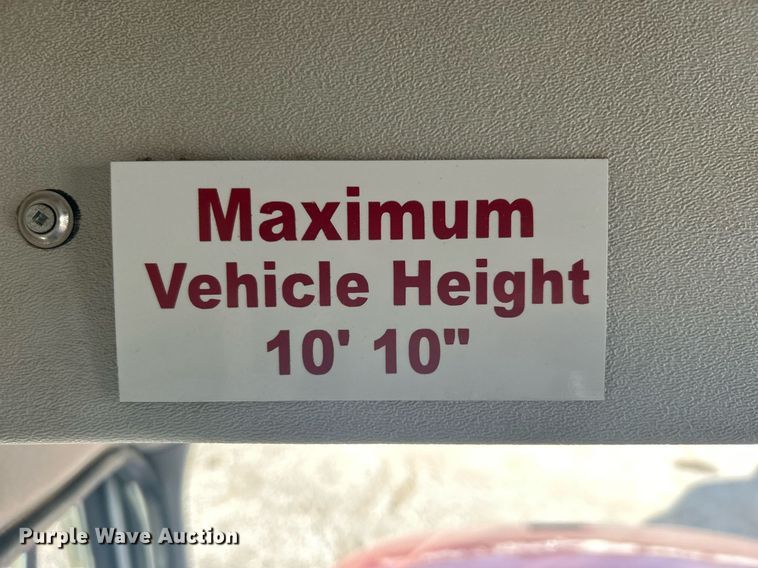 Maximum
Vehicle Height
10' 10"
Purple Wave Auction